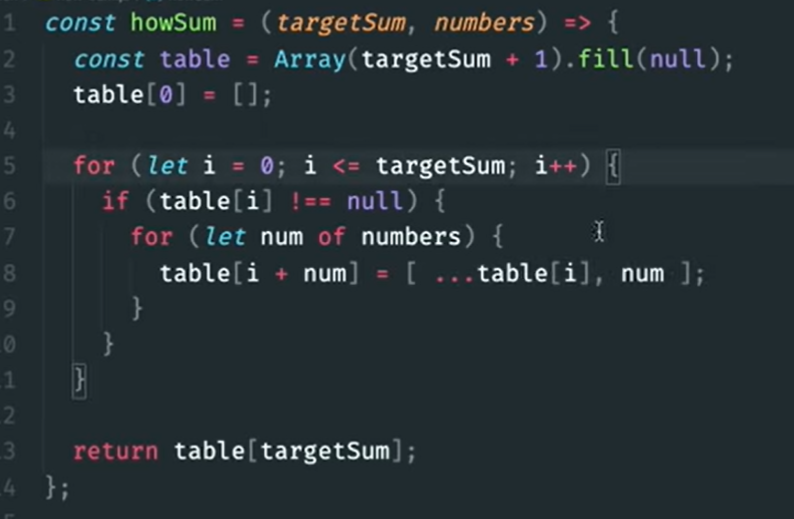 1 const howSum = (targetSum, numbers) => {
2 const table = Array(targetSum + 1).fill(null);
3 table[0] = [];
4
5 for (let i = 0; i <= targetSum; i++) {
6 if (table[i] !== null) {
7 for (let num of numbers) {
8 table[i + num] = [ ...table[i], num ];
9 }
0 }
1 }
2
3 return table[targetSum];
4 };